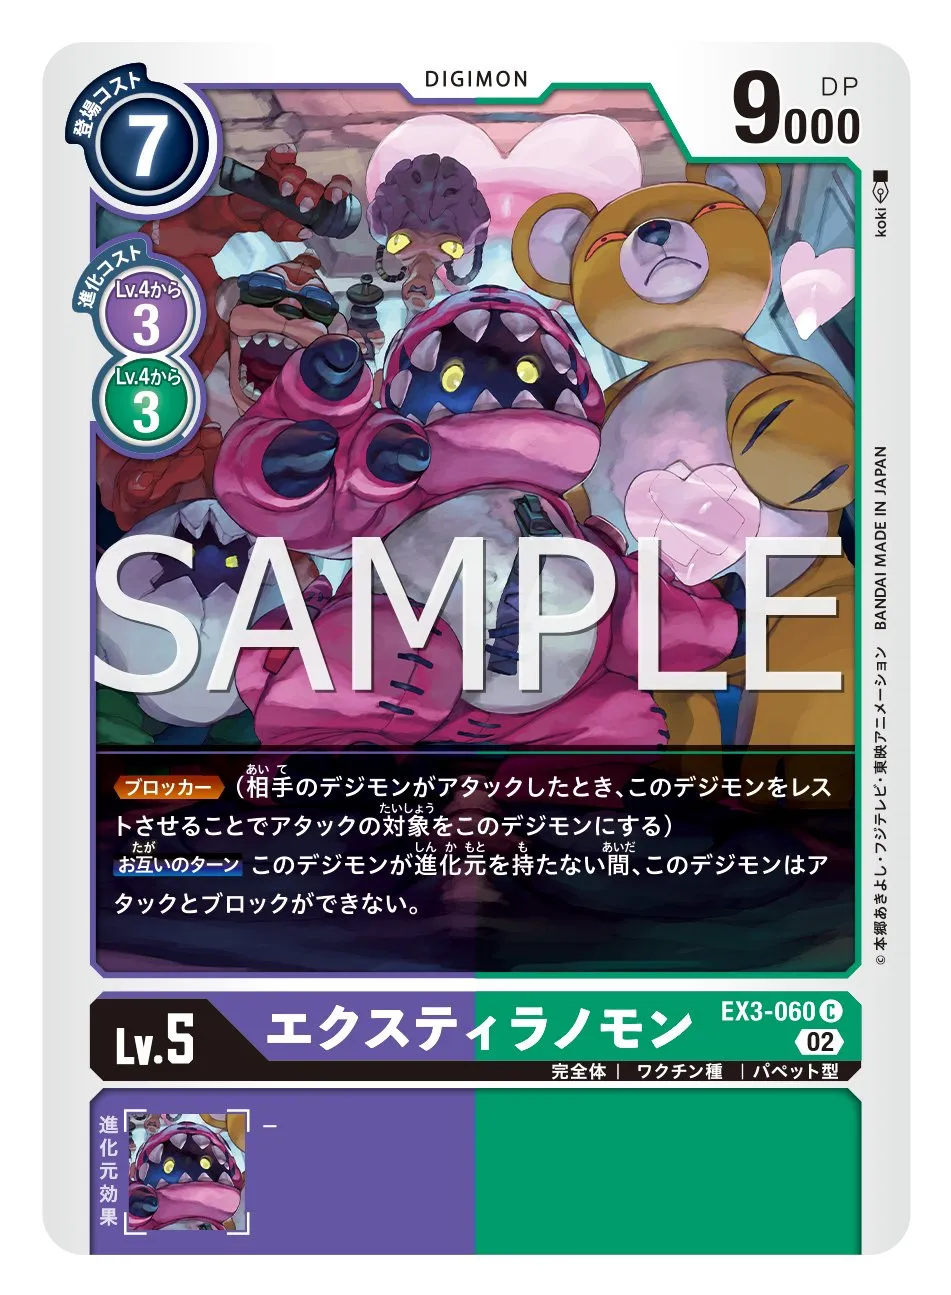 DIGIMON
登場コスト
7
DP
9000
進化コスト
Lv.4から
3
Lv.4から
3
koki
BANDAI MADE IN JAPAN
©本郷あきよし・フジテレビ・東映アニメーション
SAMPLE
ブロッカー (相手のデジモンがアタックしたとき、このデジモンをレス
トさせることでアタックの対象をこのデジモンにする)
お互いのターン このデジモンが進化元を持たない間、このデジモンはア
タックとブロックができない。
Lv.5
エクスティラノモン
EX3-060 C
02
完全体 | ワクチン種 | パペット型
進化元効果
–